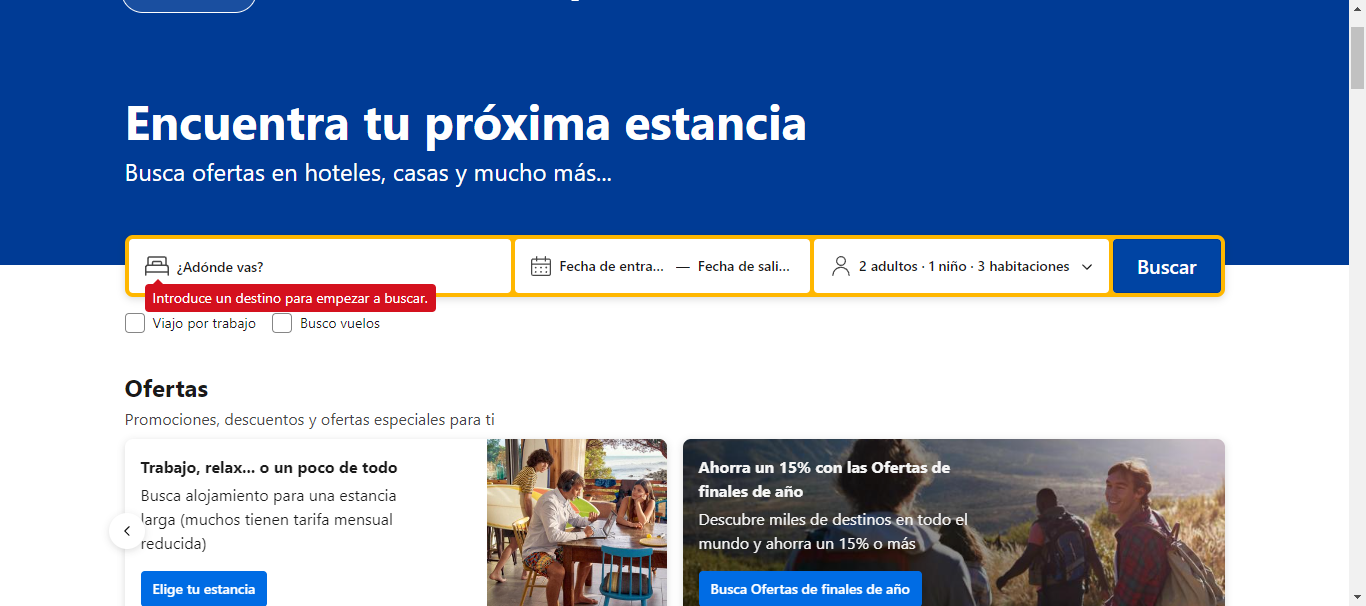 Encuentra tu próxima estancia
Busca ofertas en hoteles, casas y mucho más...
¿Adónde vas?
Fecha de entra... — Fecha de sali...
2 adultos · 1 niño · 3 habitaciones
Buscar
Introduce un destino para empezar a buscar.
Viajo por trabajo
Busco vuelos
Ofertas
Promociones, descuentos y ofertas especiales para ti
Trabajo, relax... o un poco de todo
Busca alojamiento para una estancia
larga (muchos tienen tarifa mensual
reducida)
Elige tu estancia
Ahorra un 15% con las Ofertas de
finales de año
Descubre miles de destinos en todo el
mundo y ahorra un 15% o más
Busca Ofertas de finales de año